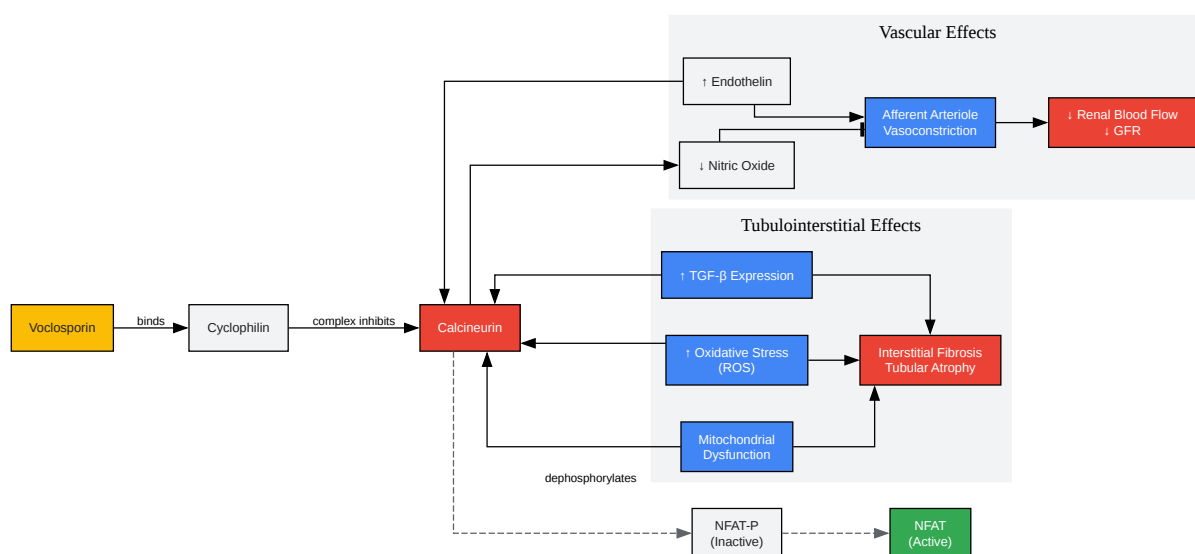 Vascular Effects
↑ Endothelin
Afferent Arteriole
Vasoconstriction
↓ Renal Blood Flow
↓ GFR
↓ Nitric Oxide
Tubulointerstitial Effects
↑ TGF-β Expression
Voclosporin
binds
Cyclophilin
complex inhibits
Calcineurin
↑ Oxidative Stress
(ROS)
Interstitial Fibrosis
Tubular Atrophy
Mitochondrial
Dysfunction
dephosphorylates
NFAT-P
(Inactive)
NFAT
(Active)